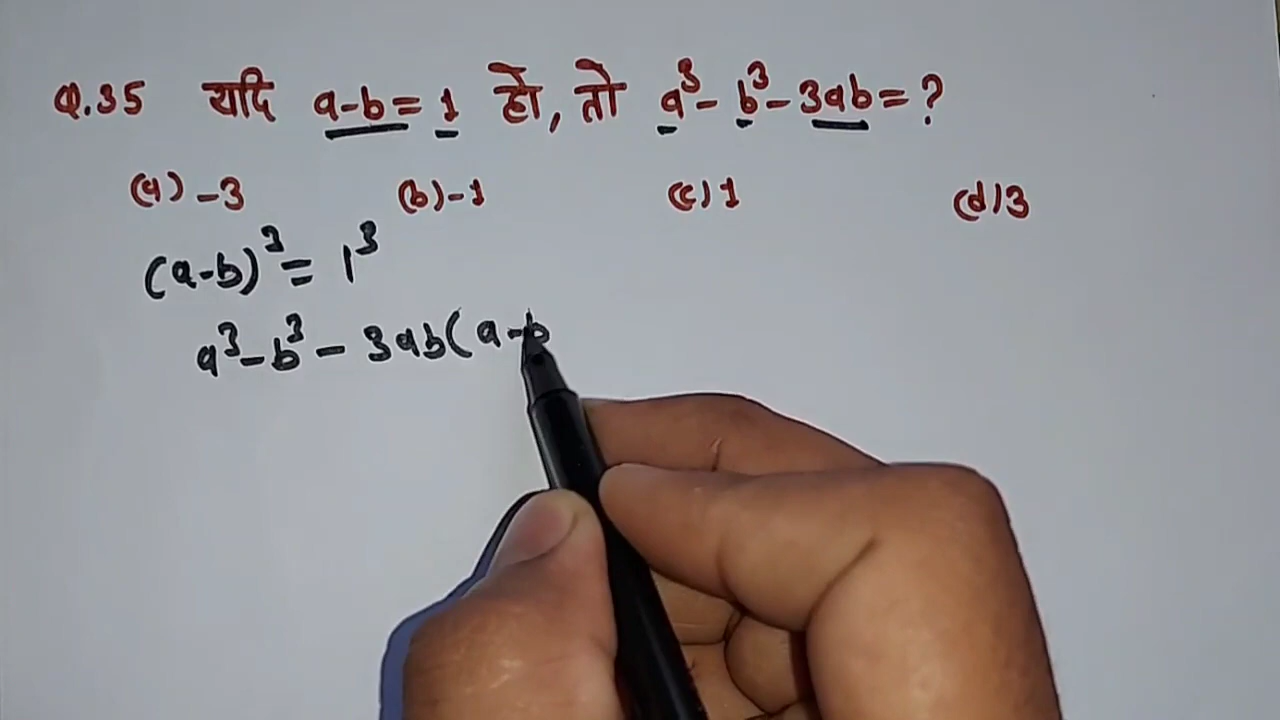 Q.35 यदि a-b = 1 हो, तो a³ - b³ - 3ab = ?
(a) -3 (b) -1 (c) 1 (d) 3
(a-b)³ = 1³
a³ - b³ - 3ab(a-b